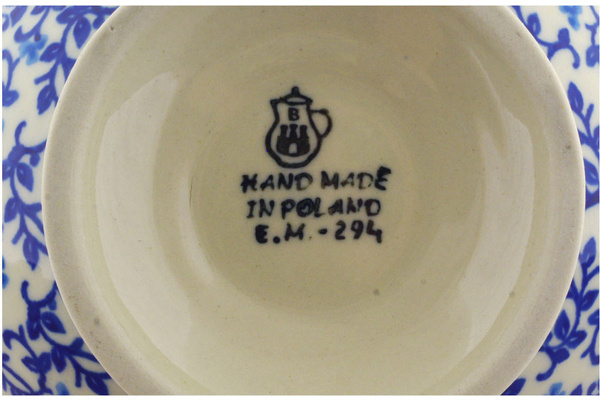 B
HAND MADE
IN POLAND
E.M.-294